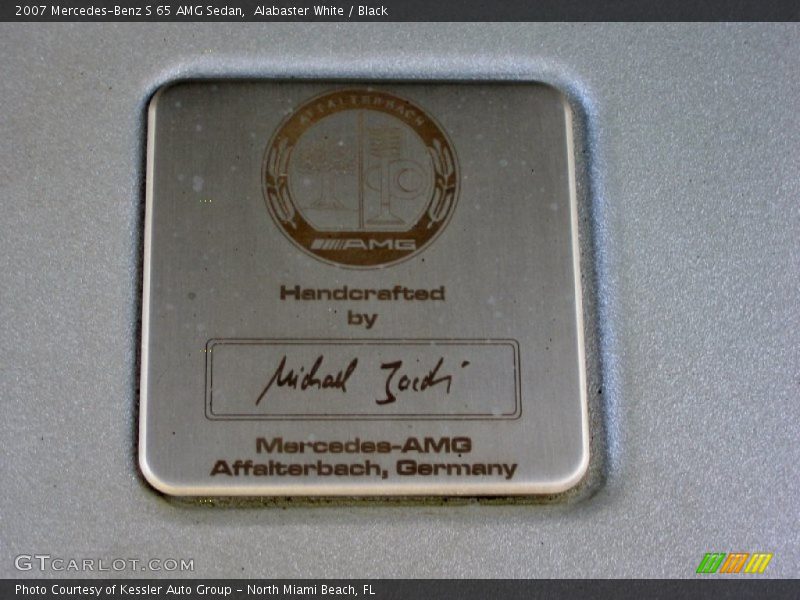 2007 Mercedes-Benz S 65 AMG Sedan,  Alabaster White / Black
AFFALTERBACH
AMG
Handcrafted
by
Michael
Mercedes-AMG
Affalterbach, Germany
GTCARLOT.COM
Photo Courtesy of Kessler Auto Group - North Miami Beach, FL